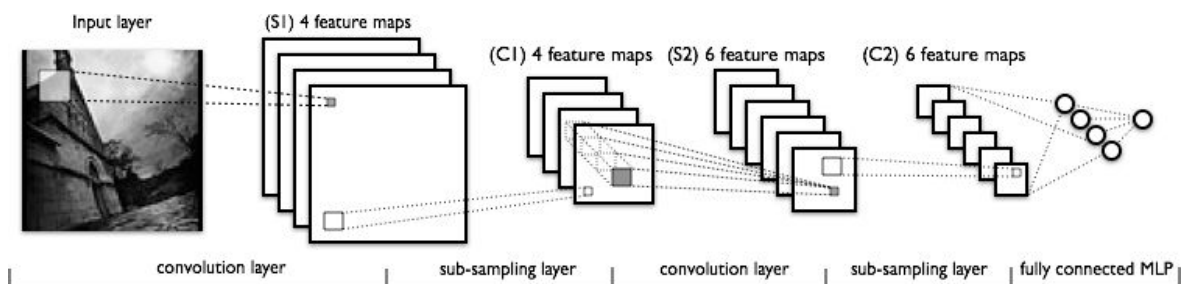 Input layer
(S1) 4 feature maps
(C1) 4 feature maps
(S2) 6 feature maps
(C2) 6 feature maps
convolution layer
sub-sampling layer
convolution layer
sub-sampling layer
fully connected MLP